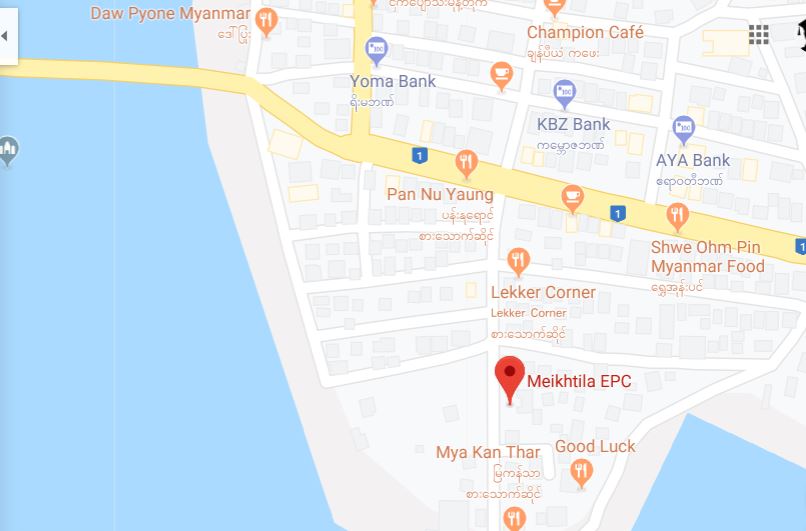 Daw Pyone Myanmar
ဒေါ်ပြုံး
Champion Café
ချန်ပီယံ ကဖေး
Yoma Bank
ရိုးမဘဏ်
KBZ Bank
ကမ္ဘောဇဘဏ်
AYA Bank
ဧရာဝတီဘဏ်
1
Pan Nu Yaung
ပန်းနုရောင်
စားသောက်ဆိုင်
1
Shwe Ohm Pin
Myanmar Food
ရွှေအုန်းပင်
1
Lekker Corner
Lekker Corner
စားသောက်ဆိုင်
Meikhtila EPC
Mya Kan Thar
မြကန်သာ
စားသောက်ဆိုင်
Good Luck